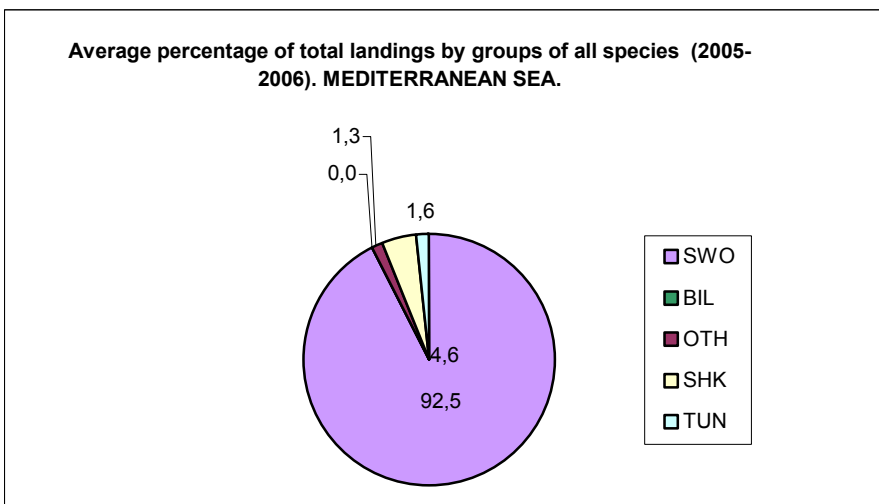 Average percentage of total landings by groups of all species (2005-
2006). MEDITERRANEAN SEA.
1,3
0,0
1,6
4,6
92,5
SWO
BIL
OTH
SHK
TUN